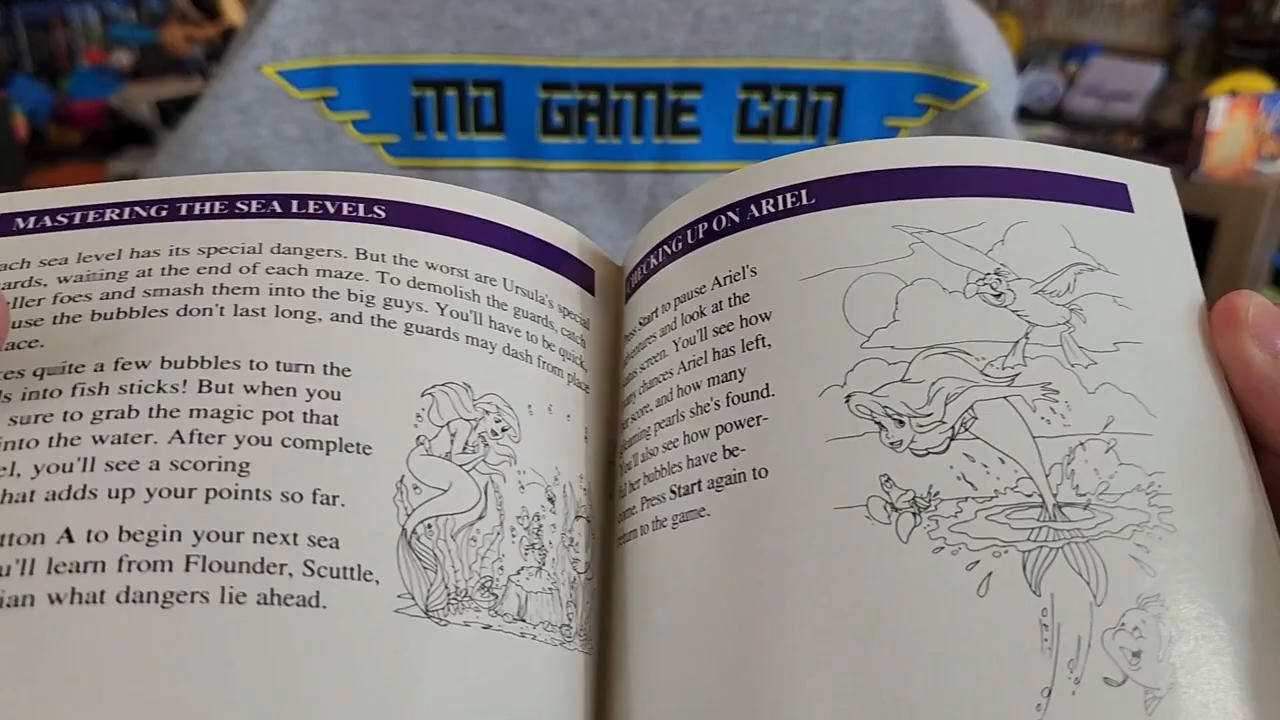 MO GAME CON
MASTERING THE SEA LEVELS
ach sea level has its special dangers. But the worst are Ursula's special
ards, waiting at the end of each maze. To demolish the guards, catch
ller foes and smash them into the big guys. You'll have to be quick,
use the bubbles don't last long, and the guards may dash from place
ace.
es quite a few bubbles to turn the
s into fish sticks! But when you
sure to grab the magic pot that
into the water. After you complete
el, you'll see a scoring
hat adds up your points so far.
tton A to begin your next sea
u'll learn from Flounder, Scuttle,
ian what dangers lie ahead.
CHECKING UP ON ARIEL
Press Start to pause Ariel's
dventures and look at the
tatus screen. You'll see how
many chances Ariel has left,
her score, and how many
gleaming pearls she's found.
You'll also see how power-
ful her bubbles have be-
come. Press Start again to
return to the game.